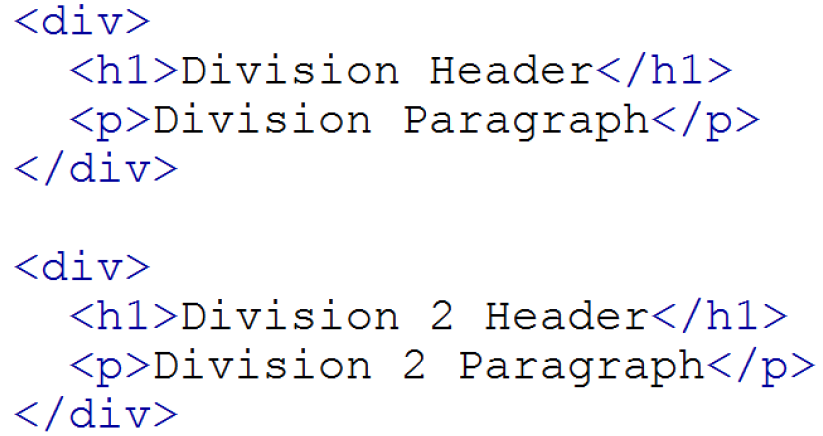 <div>
  <h1>Division Header</h1>
  <p>Division Paragraph</p>
</div>

<div>
  <h1>Division 2 Header</h1>
  <p>Division 2 Paragraph</p>
</div>